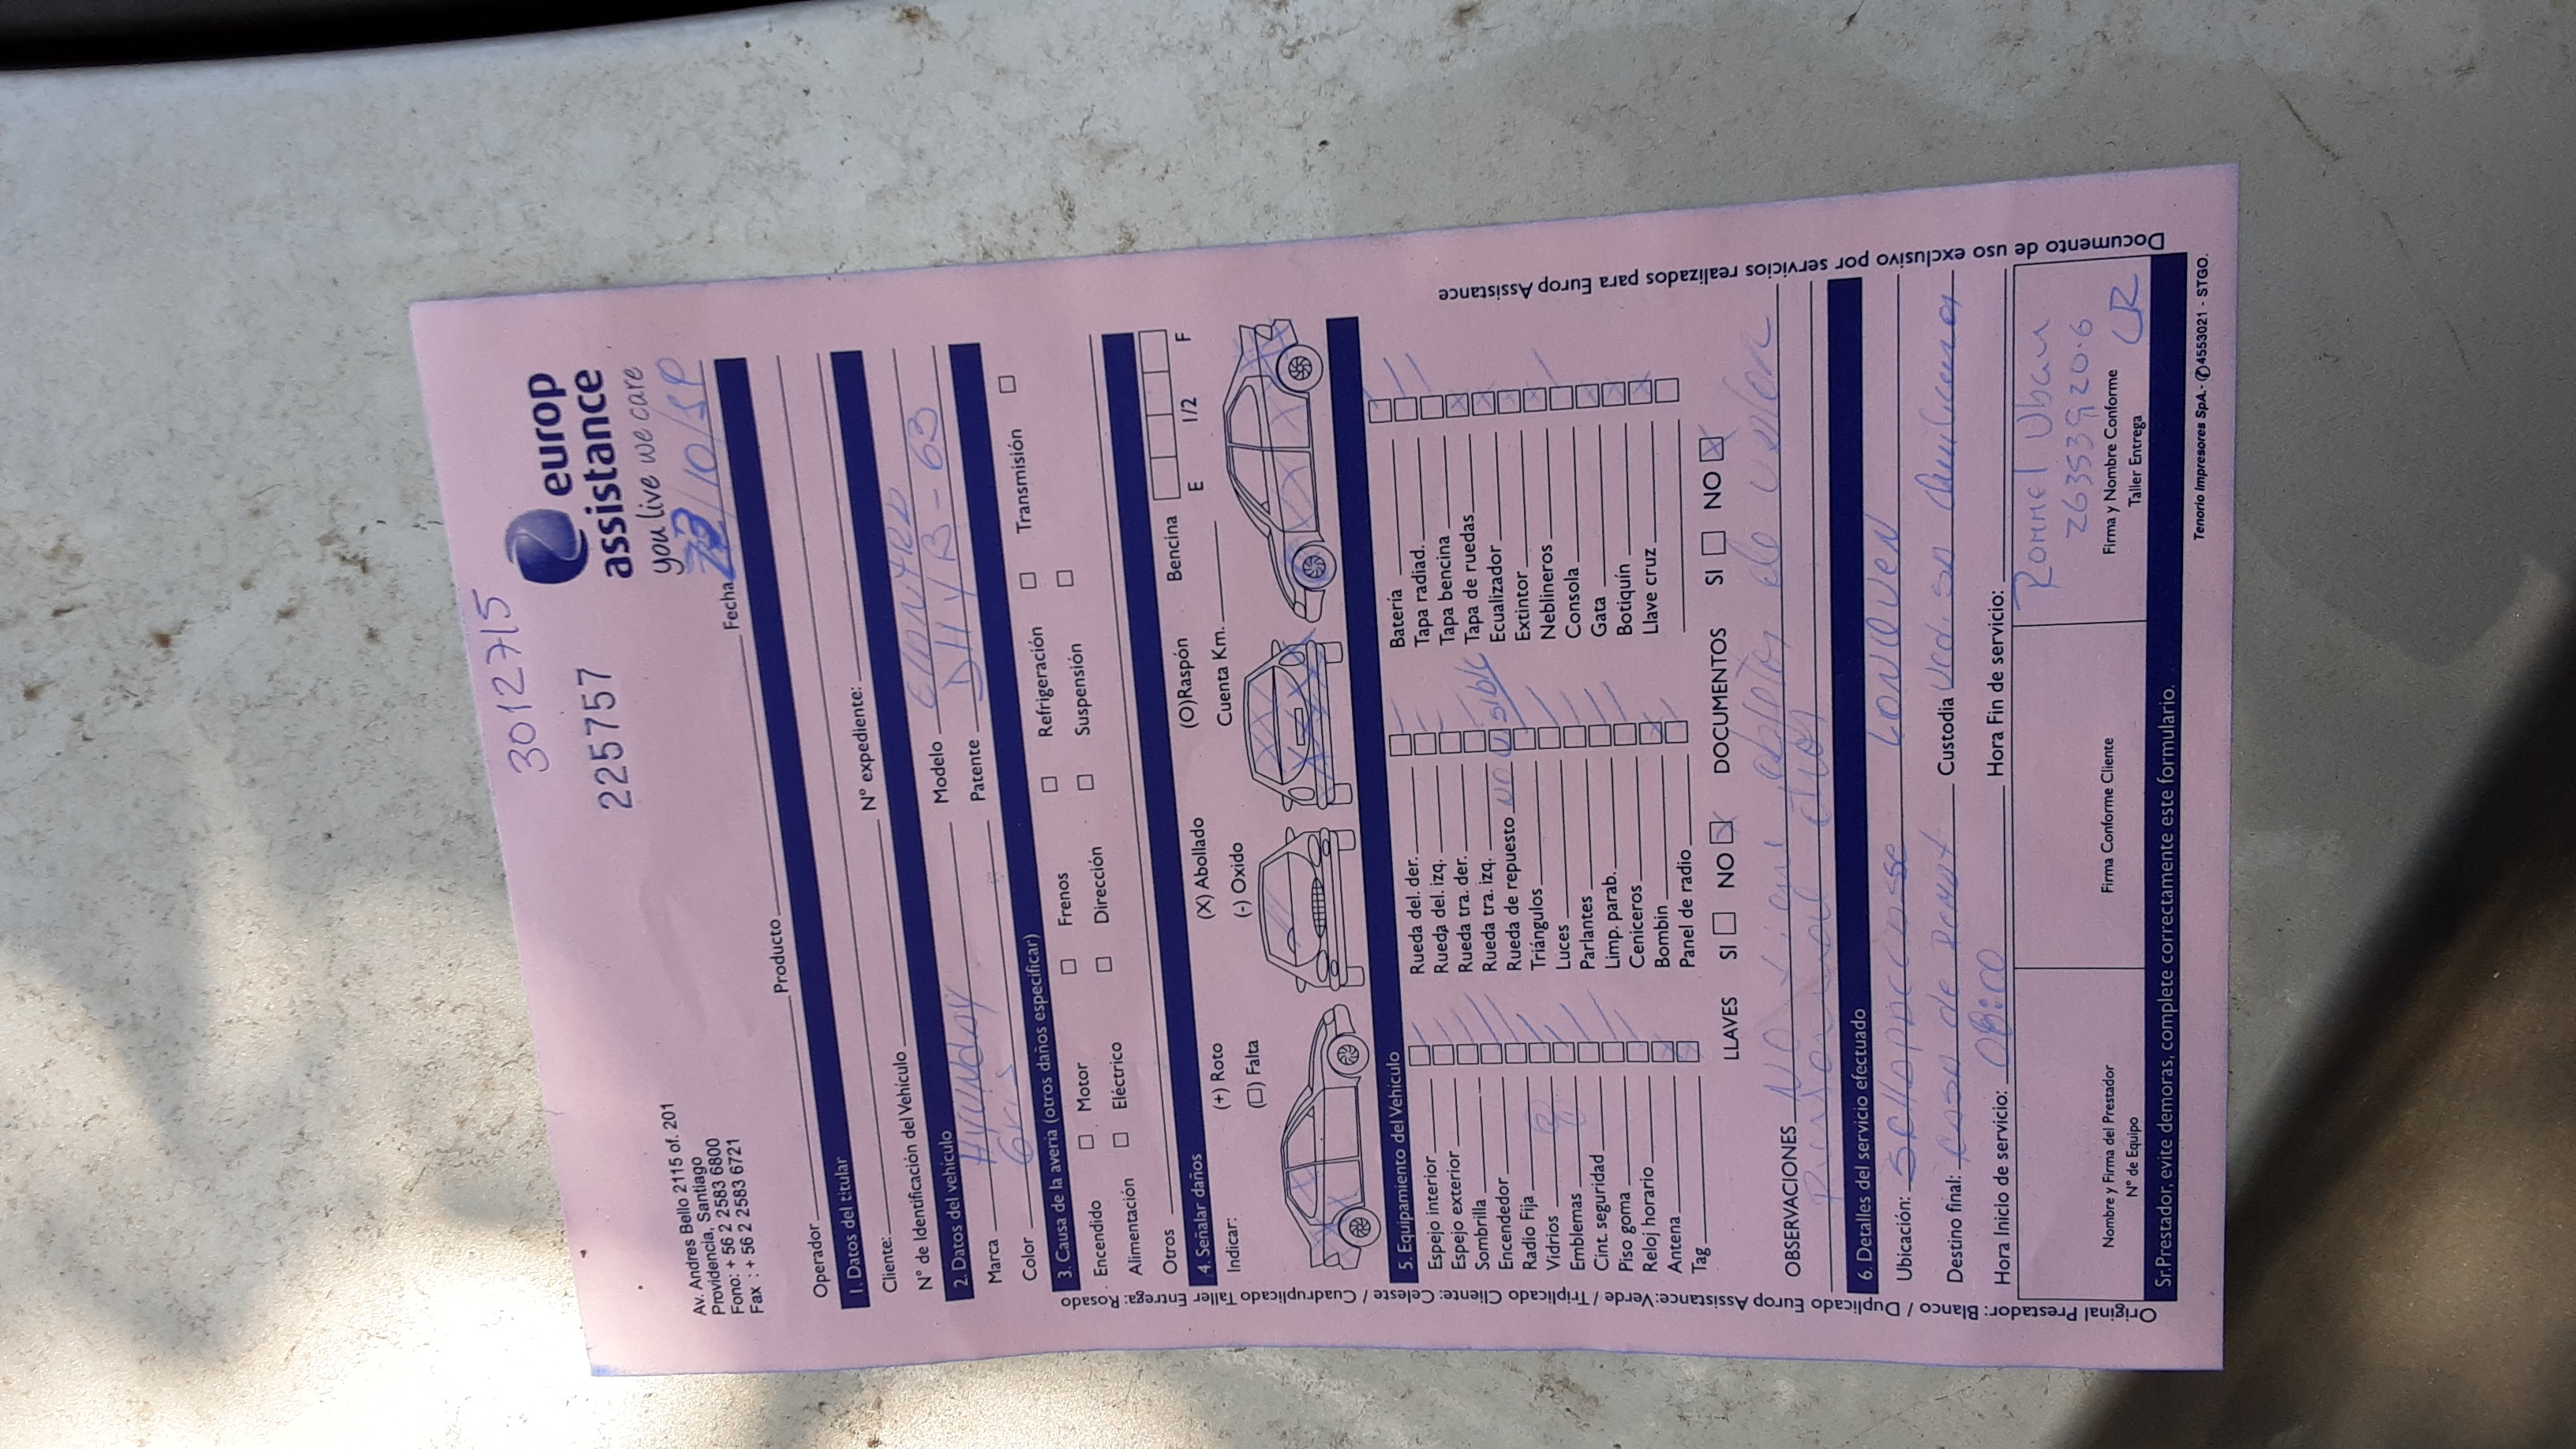 3012715
225757
europ
assistance
you live we care
Av. Andres Bello 2115 of. 201
Providencia, Santiago
Fono: + 56 2 2583 6800
Fax : + 56 2 2583 6721
Fecha /10/
Operador Producto
1. Datos del titular
Cliente: N° expediente:
N° de Identificación del Vehículo
2. Datos del vehículo
Marca HYUNDAY Modelo
Color Gris Patente DHYB-63
3. Causa de la avería (otros daños especificar)
Encendido Motor Frenos Refrigeración Transmisión
Alimentación Eléctrico Dirección Suspensión
Otros
4. Señalar daños
Indicar: (+) Roto (X) Abollado (O)Raspón Bencina E 1/2 F
(□) Falta (-) Oxido Cuenta Km.
5. Equipamiento del Vehículo
Espejo interior Rueda del. der. Batería
Espejo exterior Rueda del. izq. Tapa radiad.
Sombrilla Rueda tra. der. Tapa bencina
Encendedor Rueda tra. izq. Tapa de ruedas
Radio Fija Rueda de repuesto NO visible Ecualizador
Vidrios Triángulos Extintor
Emblemas Luces Neblineros
Cint. seguridad Parlantes Consola
Piso goma Limp. parab. Gata
Reloj horario Ceniceros Botiquín
Antena Bombin Llave cruz
Tag Panel de radio
LLAVES SI NO DOCUMENTOS SI NO
OBSERVACIONES No de
6. Detalles del servicio efectuado
Ubicación:
Destino final: de Custodia
Hora Inicio de servicio: Hora Fin de servicio:
Rommel Ubau
26353920-6
Nombre y Firma del Prestador
N° de Equipo
Firma Conforme Cliente
Firma y Nombre Conforme
Taller Entrega
Sr.Prestador, evite demoras, complete correctamente este formulario.
Tenorio Impresores SpA.- ✆4553021 - STGO.
Original Prestador: Blanco / Duplicado Europ Assistance:Verde / Triplicado Cliente: Celeste / Cuadruplicado Taller Entrega: Rosado
Documento de uso exclusivo por servicios realizados para Europ Assistance